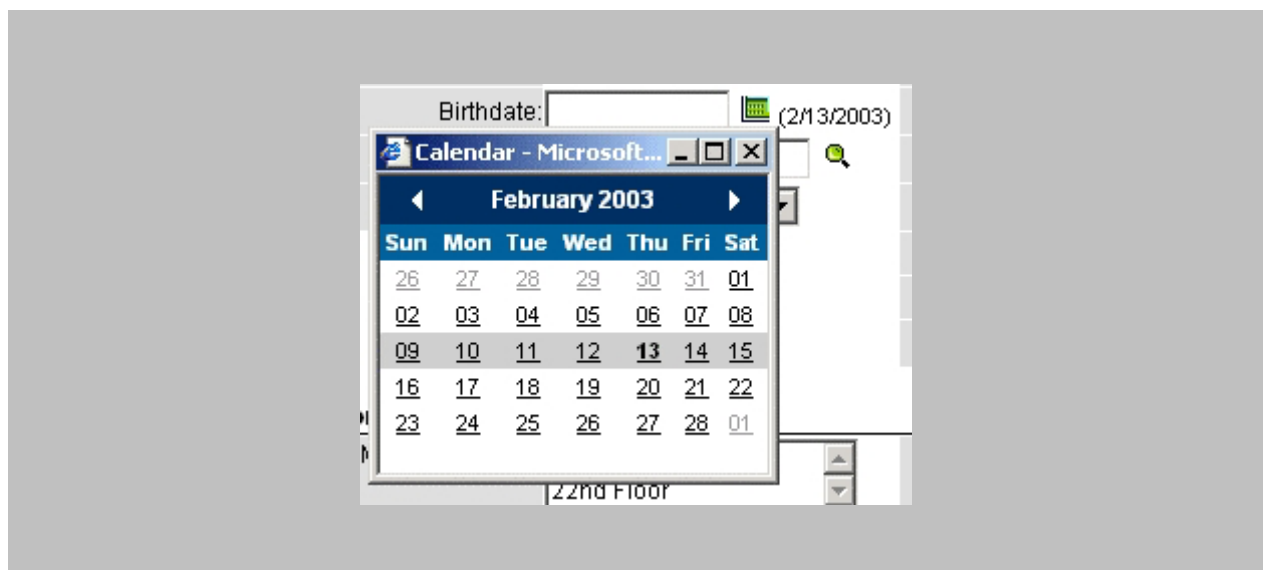 Birthdate:
(2/13/2003)
Calendar - Microsoft...
February 2003
Sun Mon Tue Wed Thu Fri Sat
26 27 28 29 30 31 01
02 03 04 05 06 07 08
09 10 11 12 13 14 15
16 17 18 19 20 21 22
23 24 25 26 27 28 01
22nd Floor